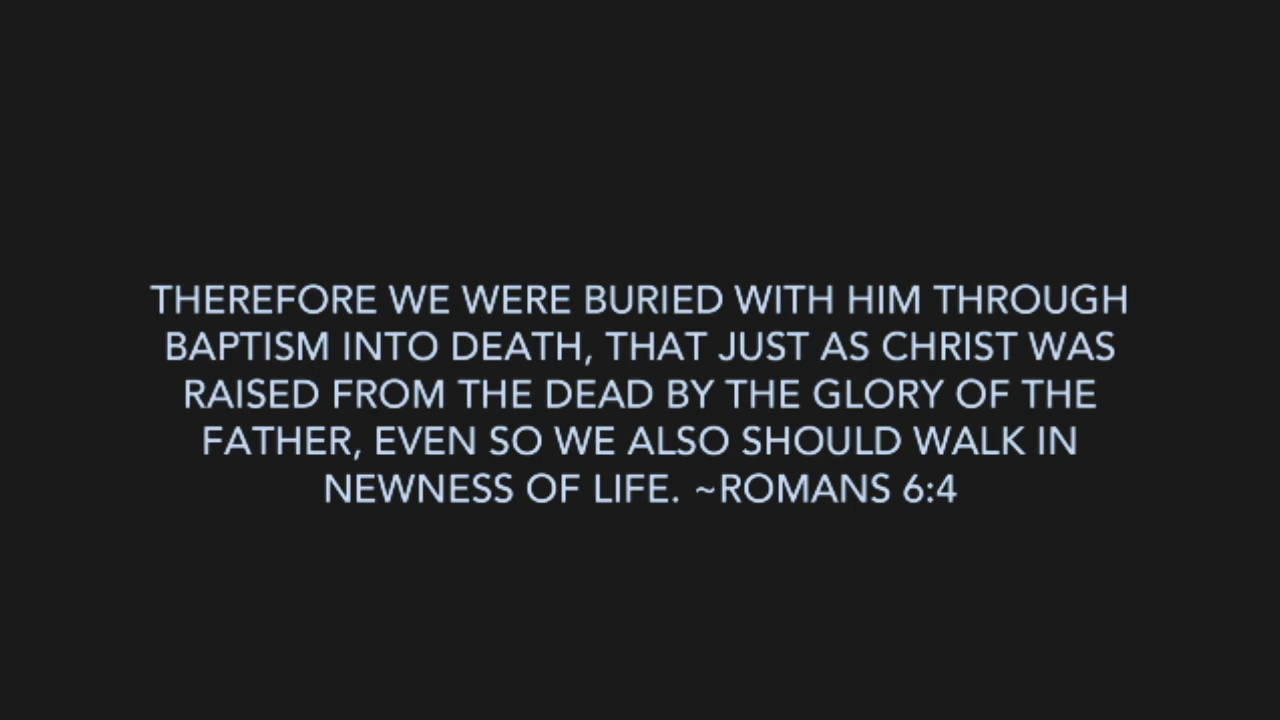 THEREFORE WE WERE BURIED WITH HIM THROUGH
BAPTISM INTO DEATH, THAT JUST AS CHRIST WAS
RAISED FROM THE DEAD BY THE GLORY OF THE
FATHER, EVEN SO WE ALSO SHOULD WALK IN
NEWNESS OF LIFE. ~ROMANS 6:4